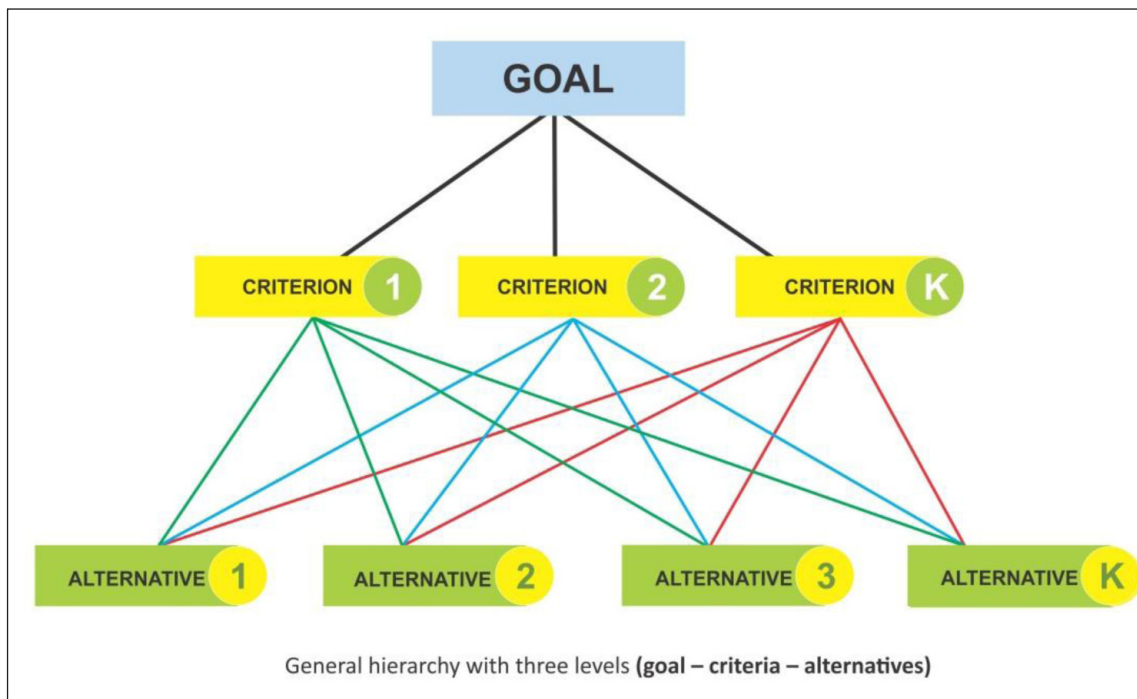 GOAL
CRITERION 1
CRITERION 2
CRITERION K
ALTERNATIVE 1
ALTERNATIVE 2
ALTERNATIVE 3
ALTERNATIVE K
General hierarchy with three levels (goal – criteria – alternatives)